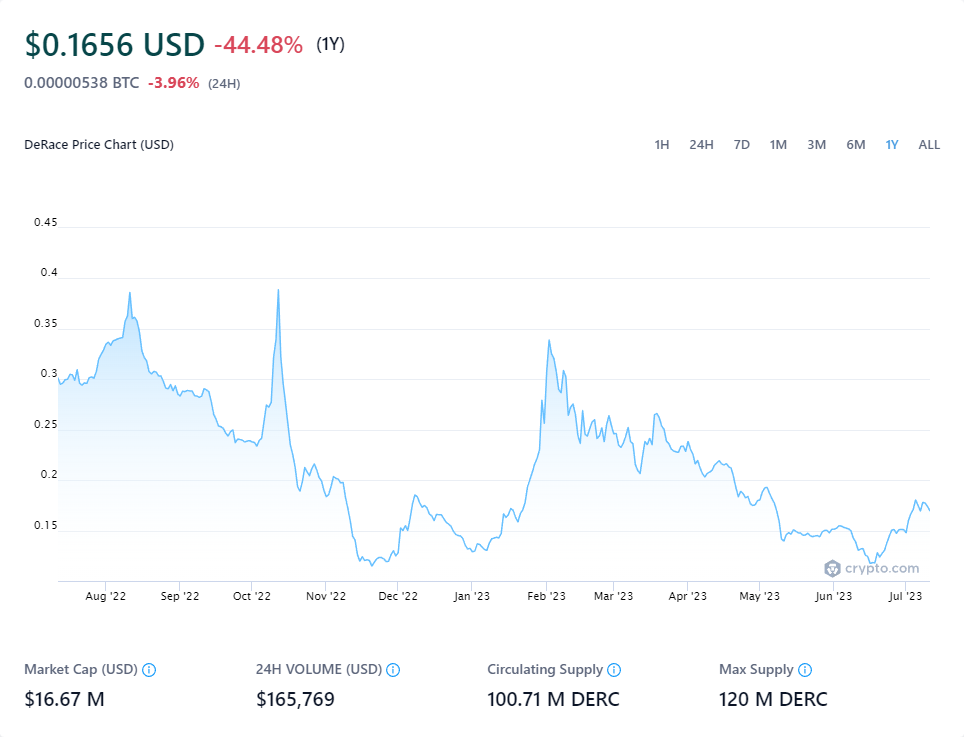 $0.1656 USD -44.48% (1Y)
0.00000538 BTC -3.96% (24H)
DeRace Price Chart (USD) 1H 24H 7D 1M 3M 6M 1Y ALL
0.45
0.4
0.35
0.3
0.25
0.2
0.15
crypto.com
Aug '22 Sep '22 Oct '22 Nov '22 Dec '22 Jan '23 Feb '23 Mar '23 Apr '23 May '23 Jun '23 Jul '23
Market Cap (USD) 24H VOLUME (USD) Circulating Supply Max Supply
$16.67 M $165,769 100.71 M DERC 120 M DERC